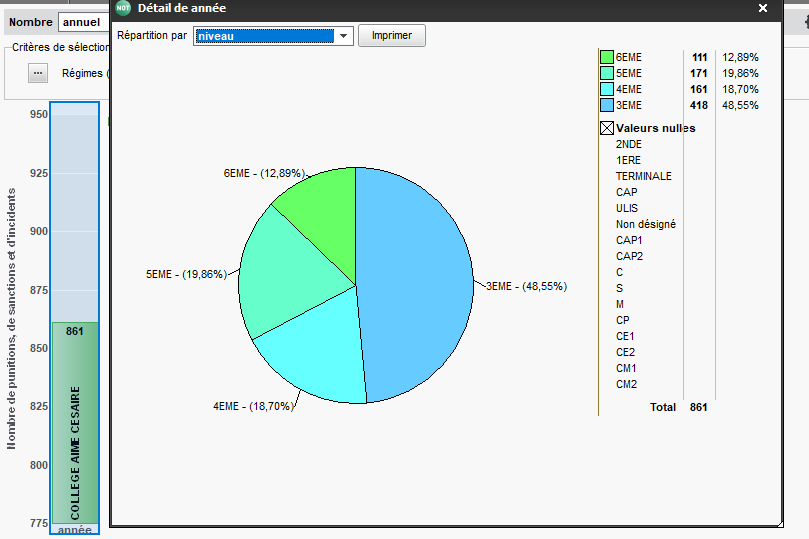 NOT Détail de année
Nombre annuel
Répartition par niveau Imprimer
Critères de sélection
... Régimes (
Nombre de punitions, de sanctions et d'incidents
950
925
900
875
850
825
800
775
861
COLLEGE AIME CESAIRE
année
6EME - (12,89%)
5EME - (19,86%)
4EME - (18,70%)
3EME - (48,55%)
6EME 111 12,89%
5EME 171 19,86%
4EME 161 18,70%
3EME 418 48,55%
Valeurs nulles
2NDE
1ERE
TERMINALE
CAP
ULIS
Non désigné
CAP1
CAP2
C
S
M
CP
CE1
CE2
CM1
CM2
Total 861